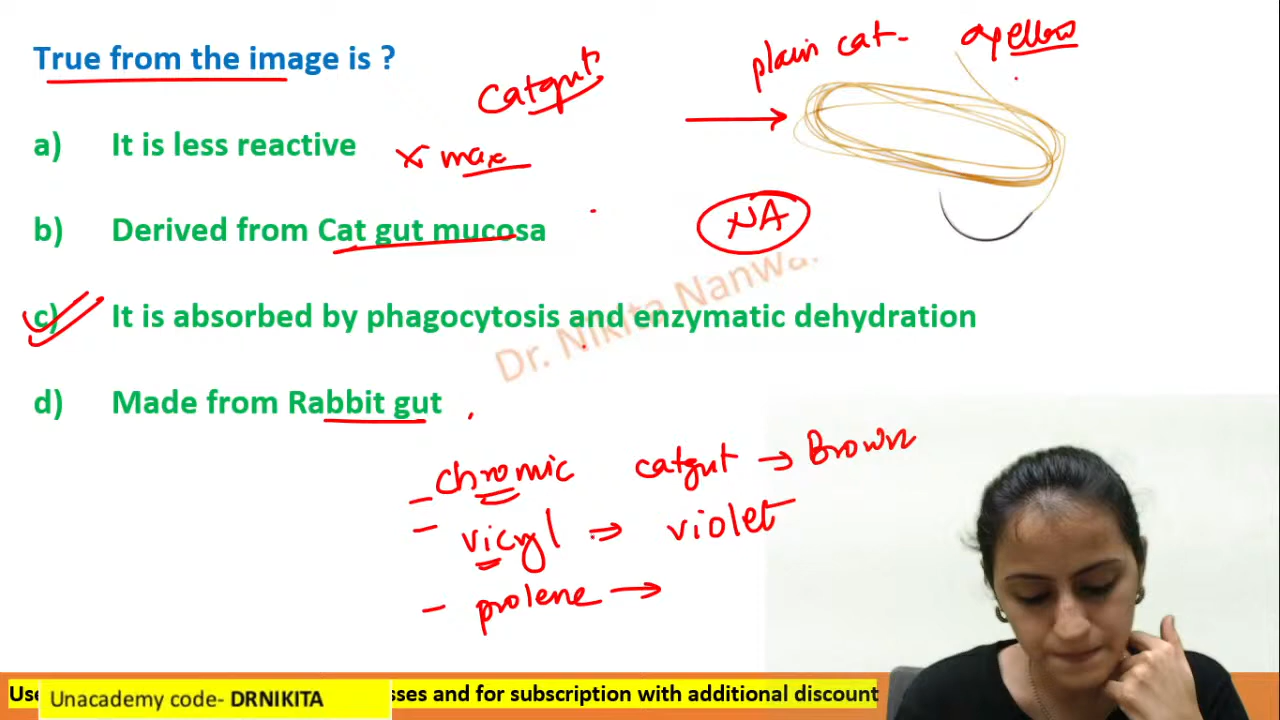 True from the image is ?
Catgut
plain cat-
yellow
a) It is less reactive
x max
b) Derived from Cat gut mucosa
NA
c) It is absorbed by phagocytosis and enzymatic dehydration
Dr. Nikita Nanwa
d) Made from Rabbit gut
- chromic catgut → Brown
- vicryl ⇒ violet
- prolene →
Use
Unacademy code- DRNIKITA
sses and for subscription with additional discount